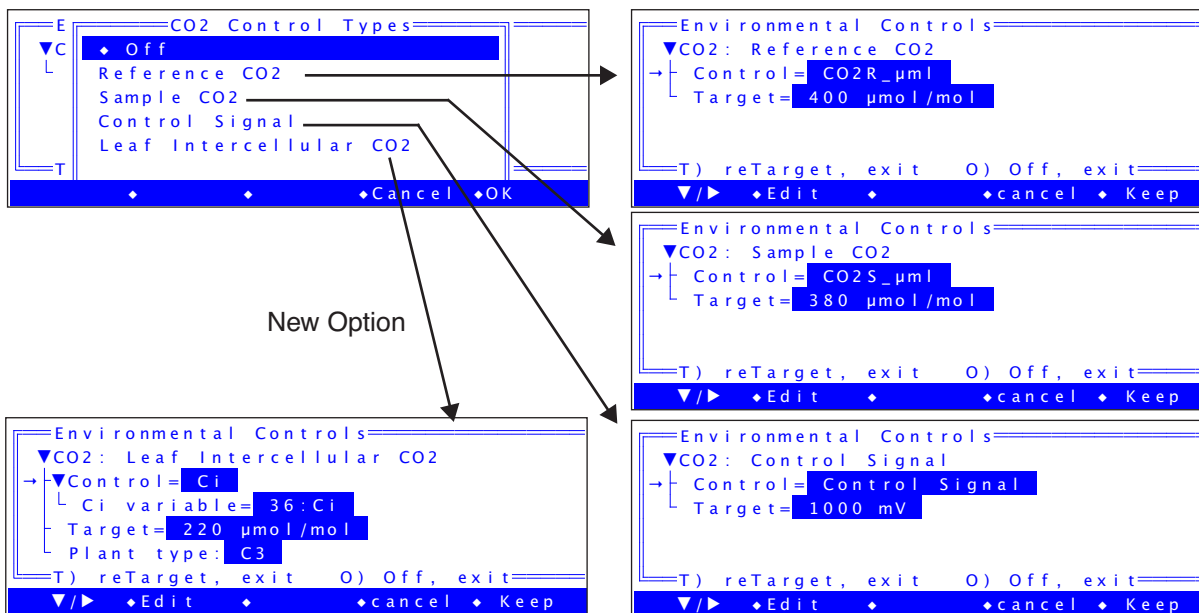 E
CO2 Control Types
▼C
◆ Off
Reference CO2
Sample CO2
Control Signal
Leaf Intercellular CO2
T
◆ ◆ ◆Cancel ◆OK
Environmental Controls
▼CO2: Reference CO2
→ Control= CO2R_µml
Target= 400 µmol/mol
T) reTarget, exit O) Off, exit
▼/▶ ◆Edit ◆ ◆cancel ◆ Keep
Environmental Controls
▼CO2: Sample CO2
→ Control= CO2S_µml
Target= 380 µmol/mol
T) reTarget, exit O) Off, exit
▼/▶ ◆Edit ◆ ◆cancel ◆ Keep
New Option
Environmental Controls
▼CO2: Leaf Intercellular CO2
→ ▼Control= Ci
Ci variable= 36:Ci
Target= 220 µmol/mol
Plant type: C3
T) reTarget, exit O) Off, exit
▼/▶ ◆Edit ◆ ◆cancel ◆ Keep
Environmental Controls
▼CO2: Control Signal
→ Control= Control Signal
Target= 1000 mV
T) reTarget, exit O) Off, exit
▼/▶ ◆Edit ◆ ◆cancel ◆ Keep